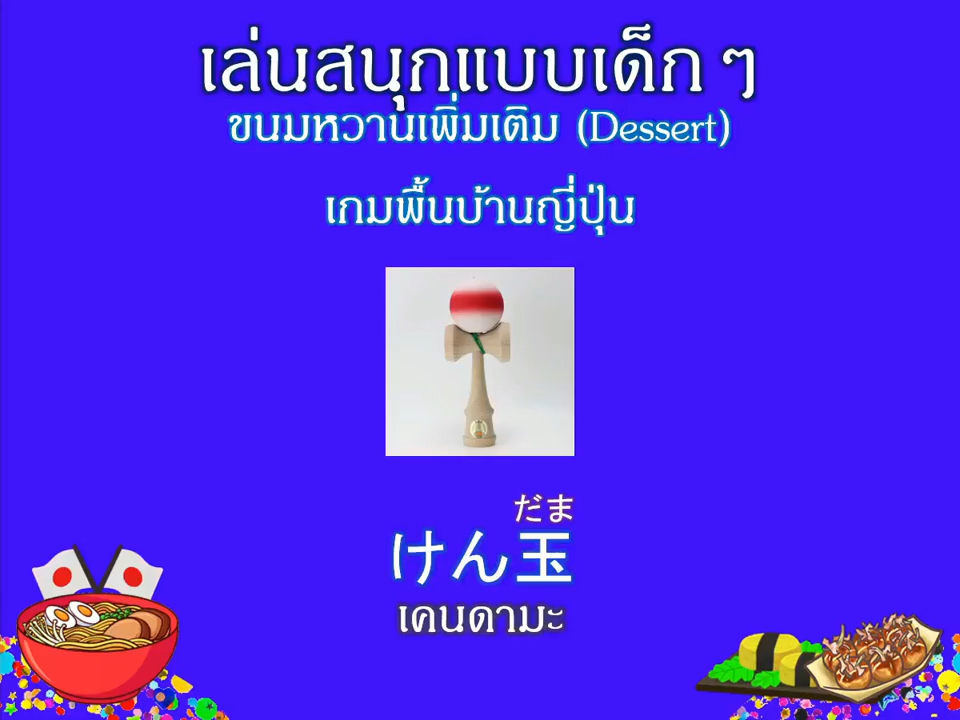 เล่นสนุกแบบเด็ก ๆ
ขนมหวานเพิ่มเติม (Dessert)
เกมพื้นบ้านญี่ปุ่น
だま
けん玉
เคนดามะ